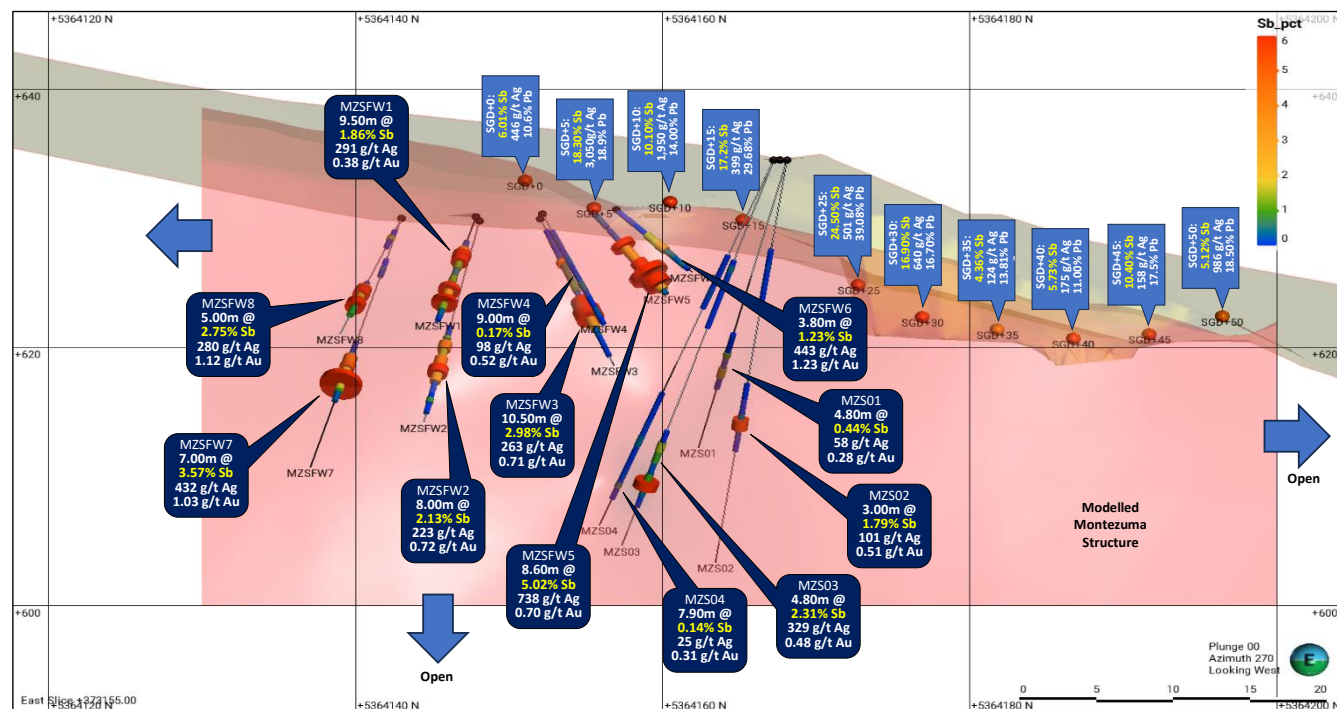 +5364120 N
+5364140 N
+5364160 N
+5364180 N
+5364200 N
Sb_pct
6
5
4
3
2
1
0
+640
+640
+620
+620
+600
+600
SGD+0:
6.01% Sb
446 g/t Ag
10.6% Pb
SGD+5:
18.30% Sb
3,050g/t Ag
18.9% Pb
SGD+10:
10.10% Sb
1,950 g/t Ag
14.00% Pb
SGD+15:
17.2% Sb
399 g/t Ag
29.68% Pb
SGD+25:
24.50% Sb
501 g/t Ag
39.08% Pb
SGD+30:
16.90% Sb
640 g/t Ag
16.70% Pb
SGD+35:
4.36% Sb
124 g/t Ag
13.81% Pb
SGD+40:
5.73% Sb
175 g/t Ag
11.00% Pb
SGD+45:
10.40% Sb
158 g/t Ag
17.5% Pb
SGD+50:
5.12% Sb
98 g/t Ag
18.50% Pb
SGD+0
SGD+5
SGD+10
SGD+15
SGD+25
SGD+30
SGD+35
SGD+40
SGD+45
SGD+50
MZSFW1
9.50m @
1.86% Sb
291 g/t Ag
0.38 g/t Au
MZSFW8
5.00m @
2.75% Sb
280 g/t Ag
1.12 g/t Au
MZSFW7
7.00m @
3.57% Sb
432 g/t Ag
1.03 g/t Au
MZSFW2
8.00m @
2.13% Sb
223 g/t Ag
0.72 g/t Au
MZSFW4
9.00m @
0.17% Sb
98 g/t Ag
0.52 g/t Au
MZSFW3
10.50m @
2.98% Sb
263 g/t Ag
0.71 g/t Au
MZSFW5
8.60m @
5.02% Sb
738 g/t Ag
0.70 g/t Au
MZSFW6
3.80m @
1.23% Sb
443 g/t Ag
1.23 g/t Au
MZS01
4.80m @
0.44% Sb
58 g/t Ag
0.28 g/t Au
MZS02
3.00m @
1.79% Sb
101 g/t Ag
0.51 g/t Au
MZS03
4.80m @
2.31% Sb
329 g/t Ag
0.48 g/t Au
MZS04
7.90m @
0.14% Sb
25 g/t Ag
0.31 g/t Au
MZSFW8
MZSFW1
MZSFW2
MZSFW7
MZSFW4
MZSFW3
MZSFW5
MZS01
MZS02
MZS03
MZS04
Open
Open
Modelled
Montezuma
Structure
Plunge 00
Azimuth 270
Looking West
E
0
5
10
15
20
East Slice +373155.00
+5364120 N
+5364140 N
+5364160 N
+5364180 N
+5364200 N